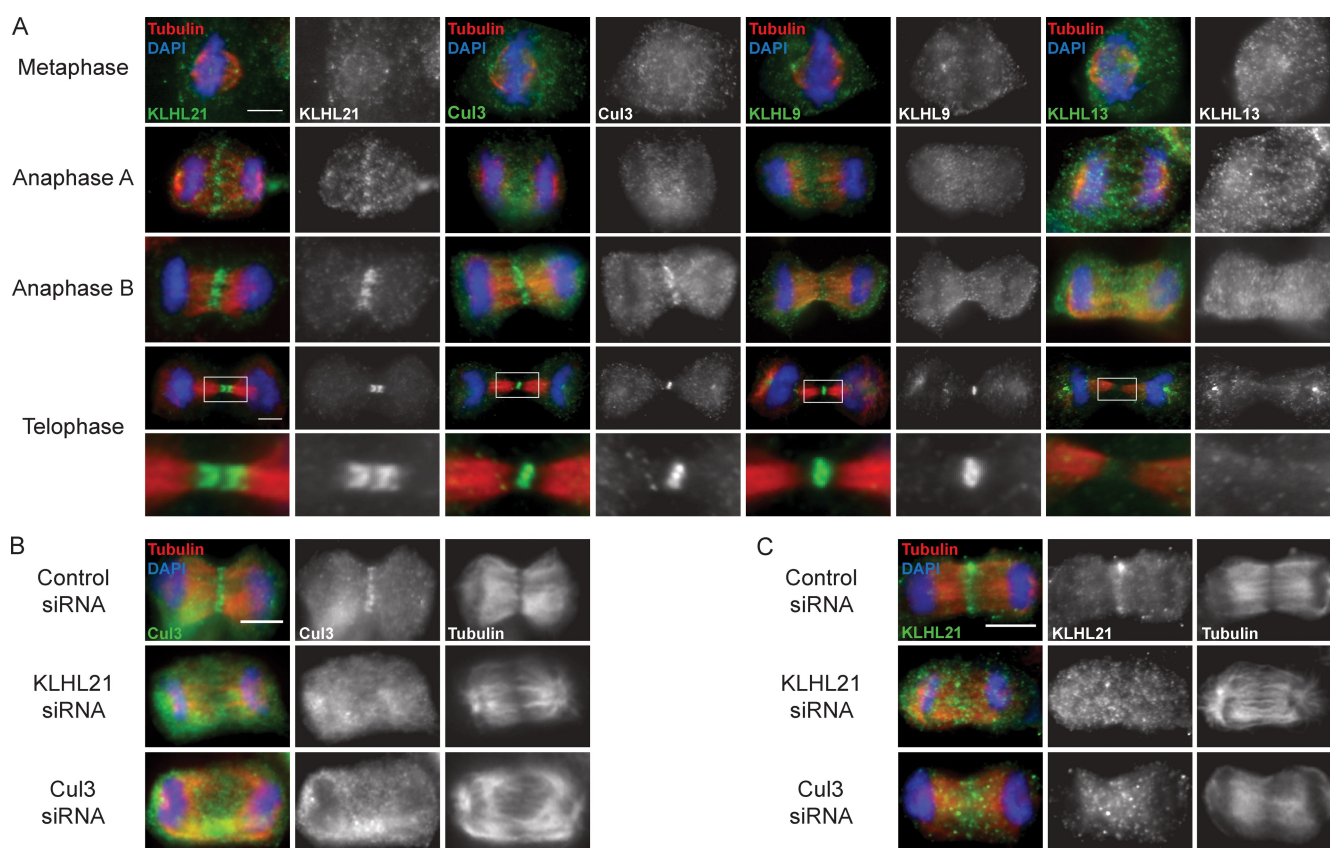 A
Metaphase
Tubulin
DAPI
KLHL21
KLHL21
Tubulin
DAPI
Cul3
Cul3
Tubulin
DAPI
KLHL9
KLHL9
Tubulin
DAPI
KLHL13
KLHL13
Anaphase A
Anaphase B
Telophase
B
Control
siRNA
Tubulin
DAPI
Cul3
Cul3
Tubulin
KLHL21
siRNA
Cul3
siRNA
C
Control
siRNA
Tubulin
DAPI
KLHL21
KLHL21
Tubulin
KLHL21
siRNA
Cul3
siRNA